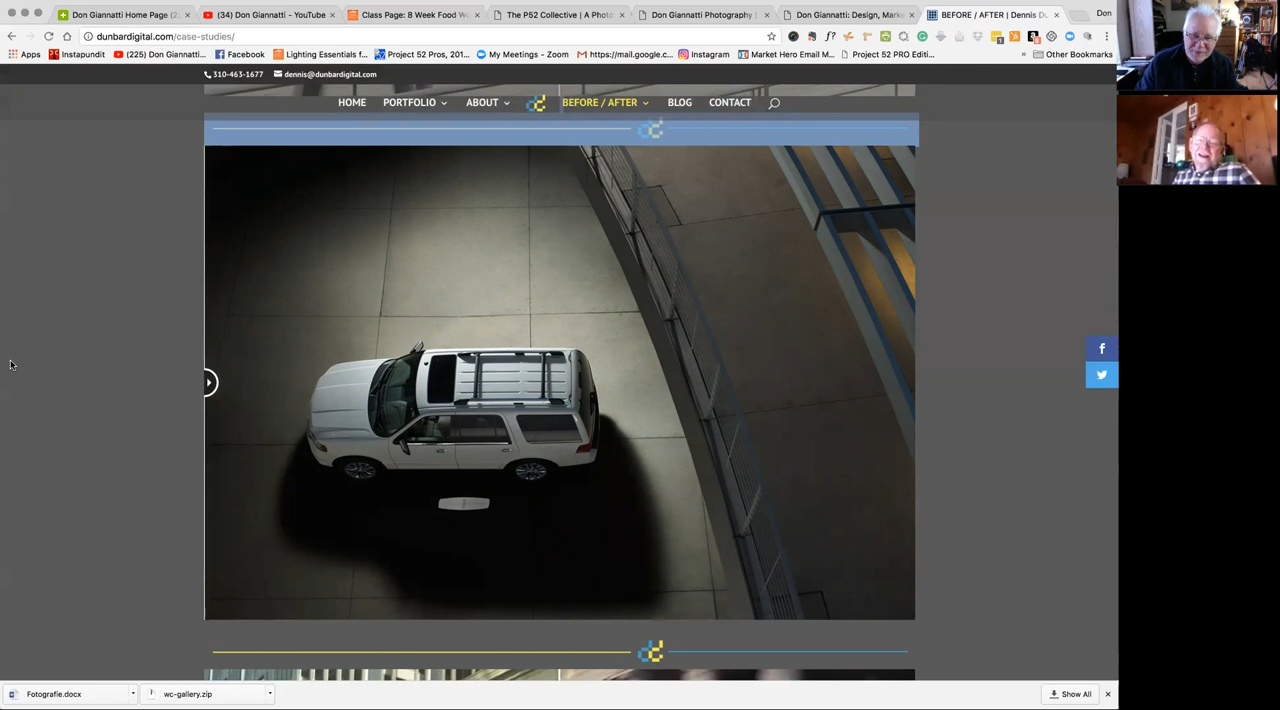 Don Giannatti Home Page (2:
(34) Don Giannatti - YouTube
Class Page: 8 Week Food W
The P52 Collective | A Photo
Don Giannatti Photography |
Don Giannatti: Design, Marke
BEFORE / AFTER | Dennis Du
Don
dunbardigital.com/case-studies/
Apps
Instapundit
(225) Don Giannatti...
Facebook
Lighting Essentials f...
Project 52 Pros, 201...
My Meetings - Zoom
https://mail.google.c...
Instagram
Market Hero Email M...
Project 52 PRO Editi...
Other Bookmarks
310-463-1677
dennis@dunbardigital.com
HOME
PORTFOLIO
ABOUT
BEFORE / AFTER
BLOG
CONTACT
Fotografie.docx
wc-gallery.zip
Show All